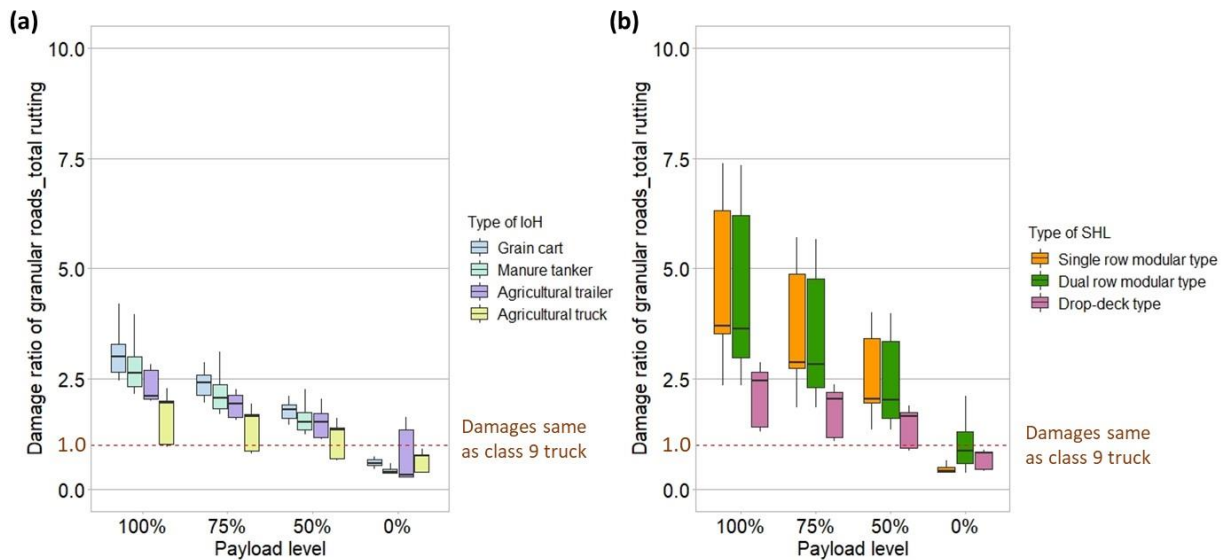 (a)
Damage ratio of granular roads_total rutting
10.0
7.5
5.0
2.5
1.0
0.0
100%
75%
50%
0%
Payload level
Type of IoH
Grain cart
Manure tanker
Agricultural trailer
Agricultural truck
Damages same
as class 9 truck
(b)
Damage ratio of granular roads_total rutting
10.0
7.5
5.0
2.5
1.0
0.0
100%
75%
50%
0%
Payload level
Type of SHL
Single row modular type
Dual row modular type
Drop-deck type
Damages same
as class 9 truck